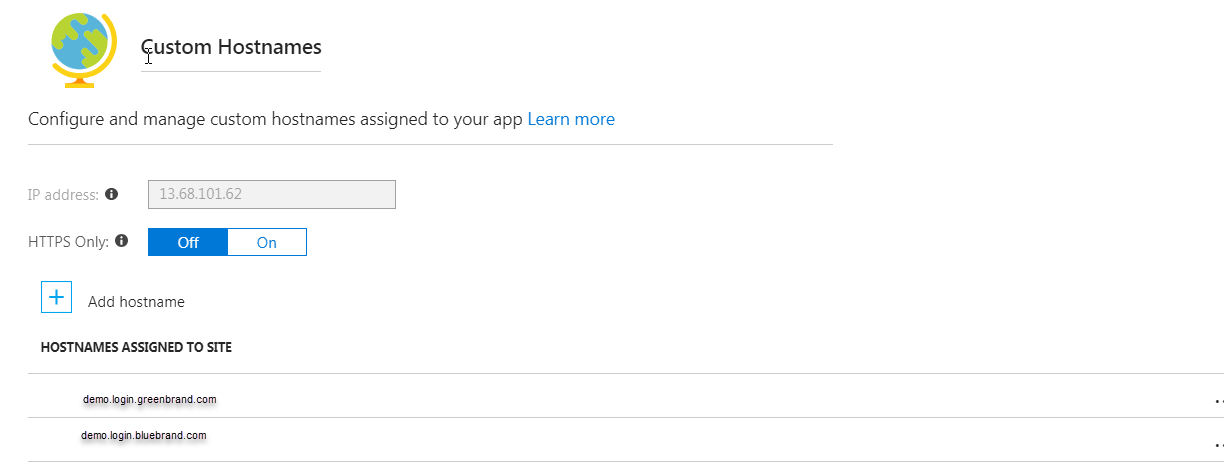 Custom Hostnames
Configure and manage custom hostnames assigned to your app Learn more
IP address: 13.68.101.62
HTTPS Only: Off On
+ Add hostname
HOSTNAMES ASSIGNED TO SITE
demo.login.greenbrand.com
demo.login.bluebrand.com